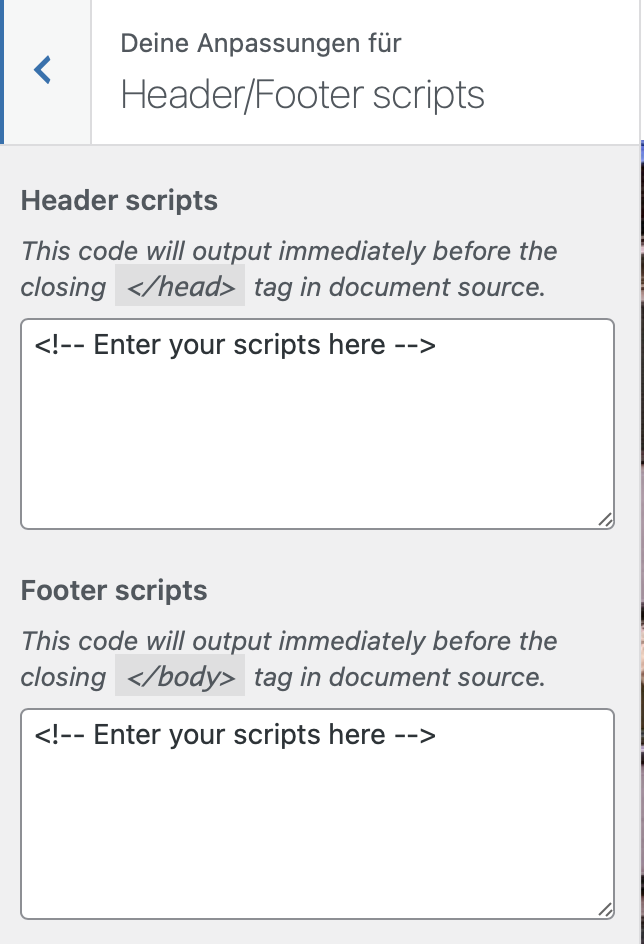 Deine Anpassungen für
Header/Footer scripts
Header scripts
This code will output immediately before the
closing </head> tag in document source.
<!-- Enter your scripts here -->
Footer scripts
This code will output immediately before the
closing </body> tag in document source.
<!-- Enter your scripts here -->